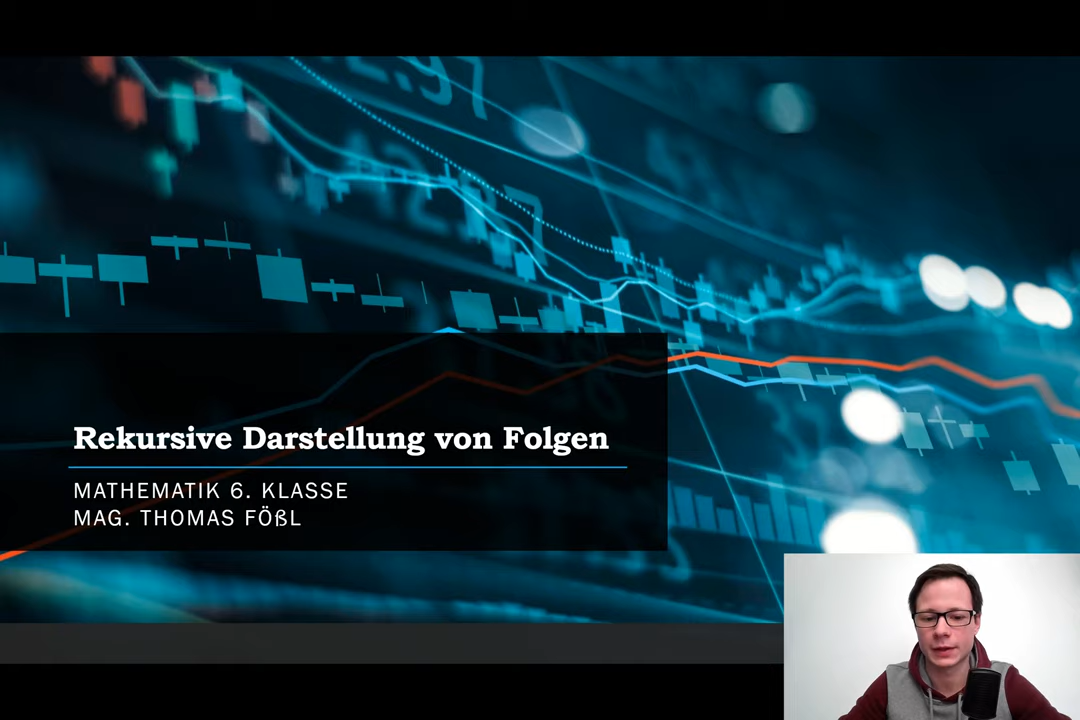 Rekursive Darstellung von Folgen
MATHEMATIK 6. KLASSE
MAG. THOMAS FÖßL